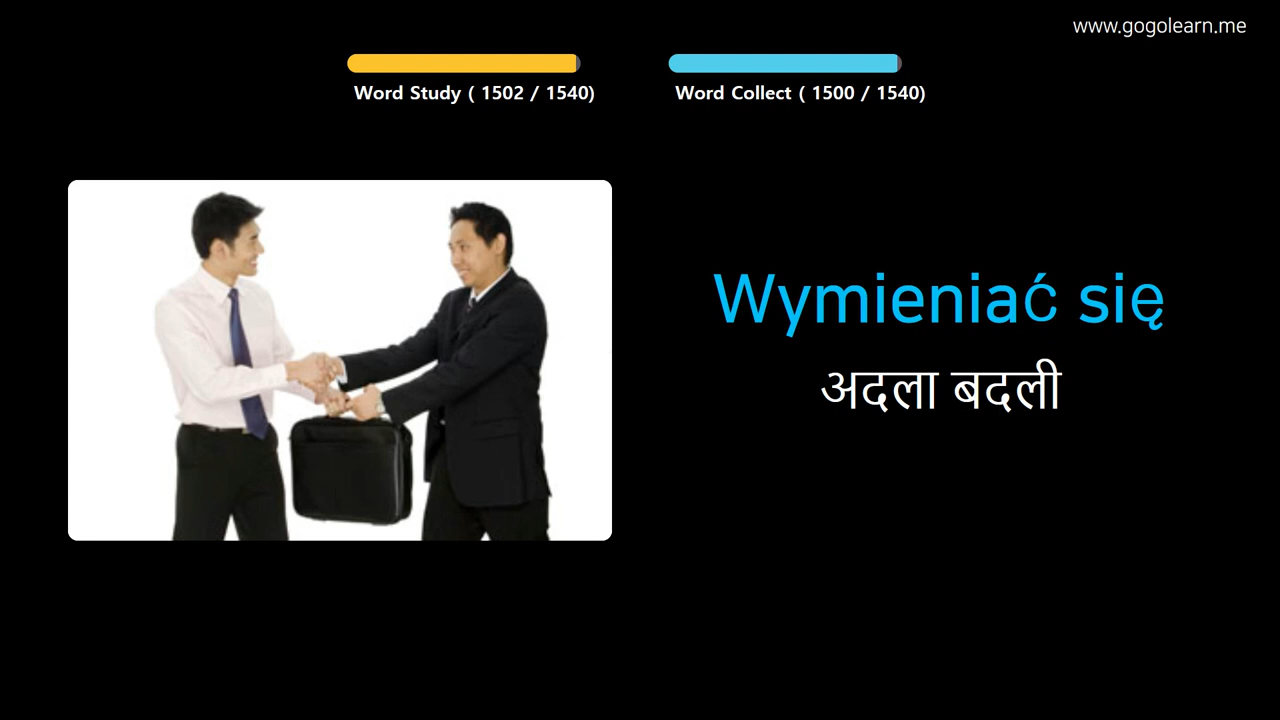 www.gogolearn.me
Word Study ( 1502 / 1540)
Word Collect ( 1500 / 1540)
Wymieniać się
अदला बदली